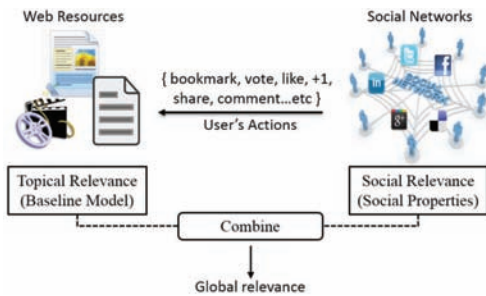 Web Resources
Social Networks
{ bookmark, vote, like, +1,
share, comment...etc }
User's Actions
Topical Relevance
(Baseline Model)
Social Relevance
(Social Properties)
Combine
Global relevance